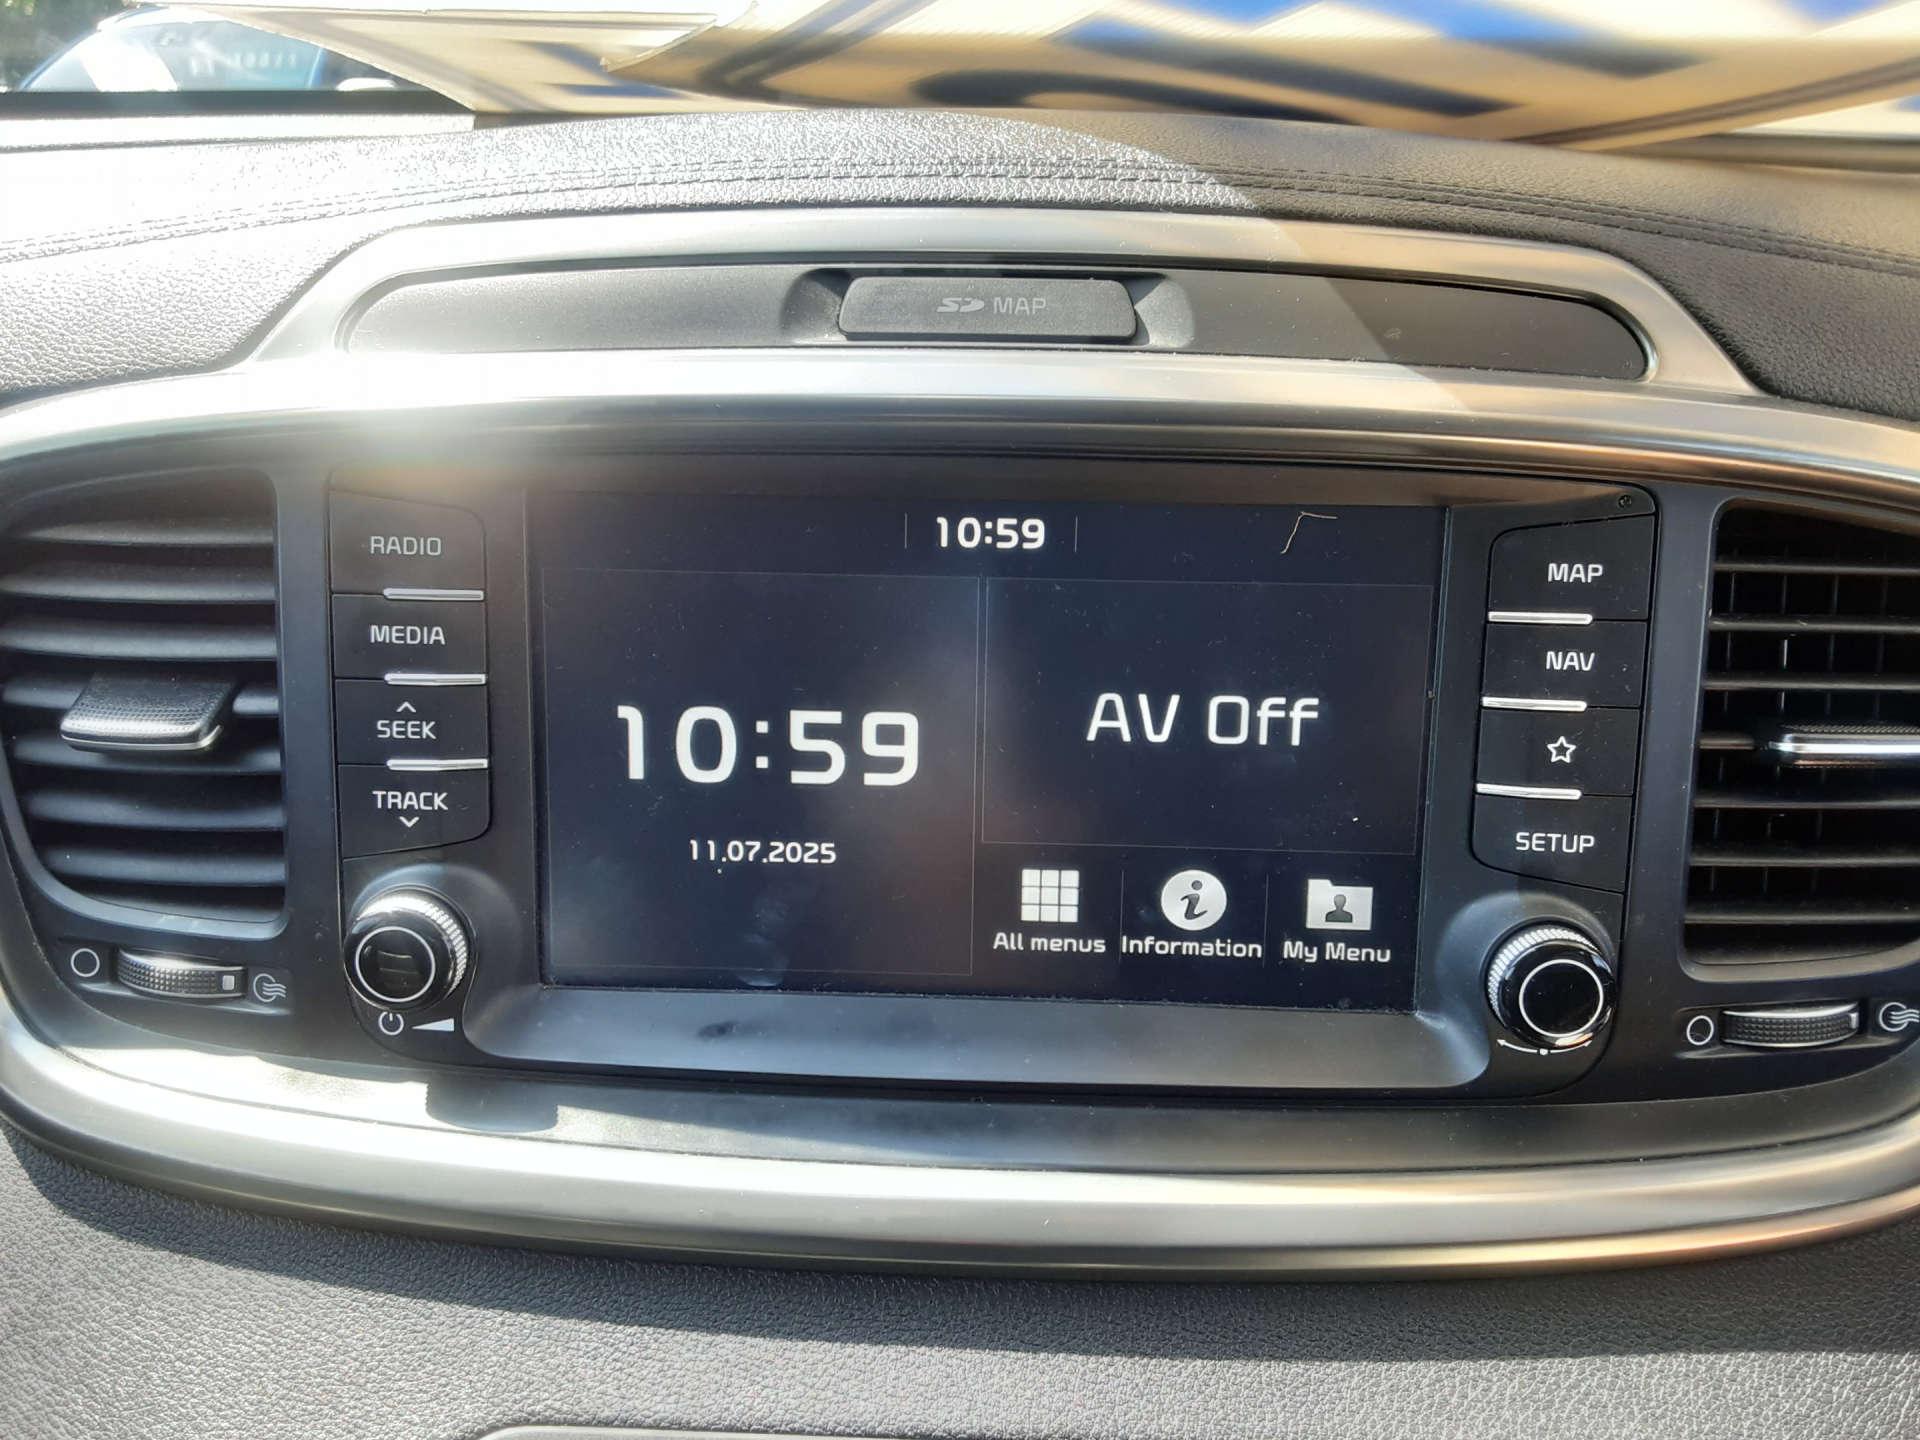 SD MAP
10:59
RADIO
MEDIA
SEEK
TRACK
10:59
11.07.2025
AV Off
All menus
Information
My Menu
MAP
NAV
SETUP